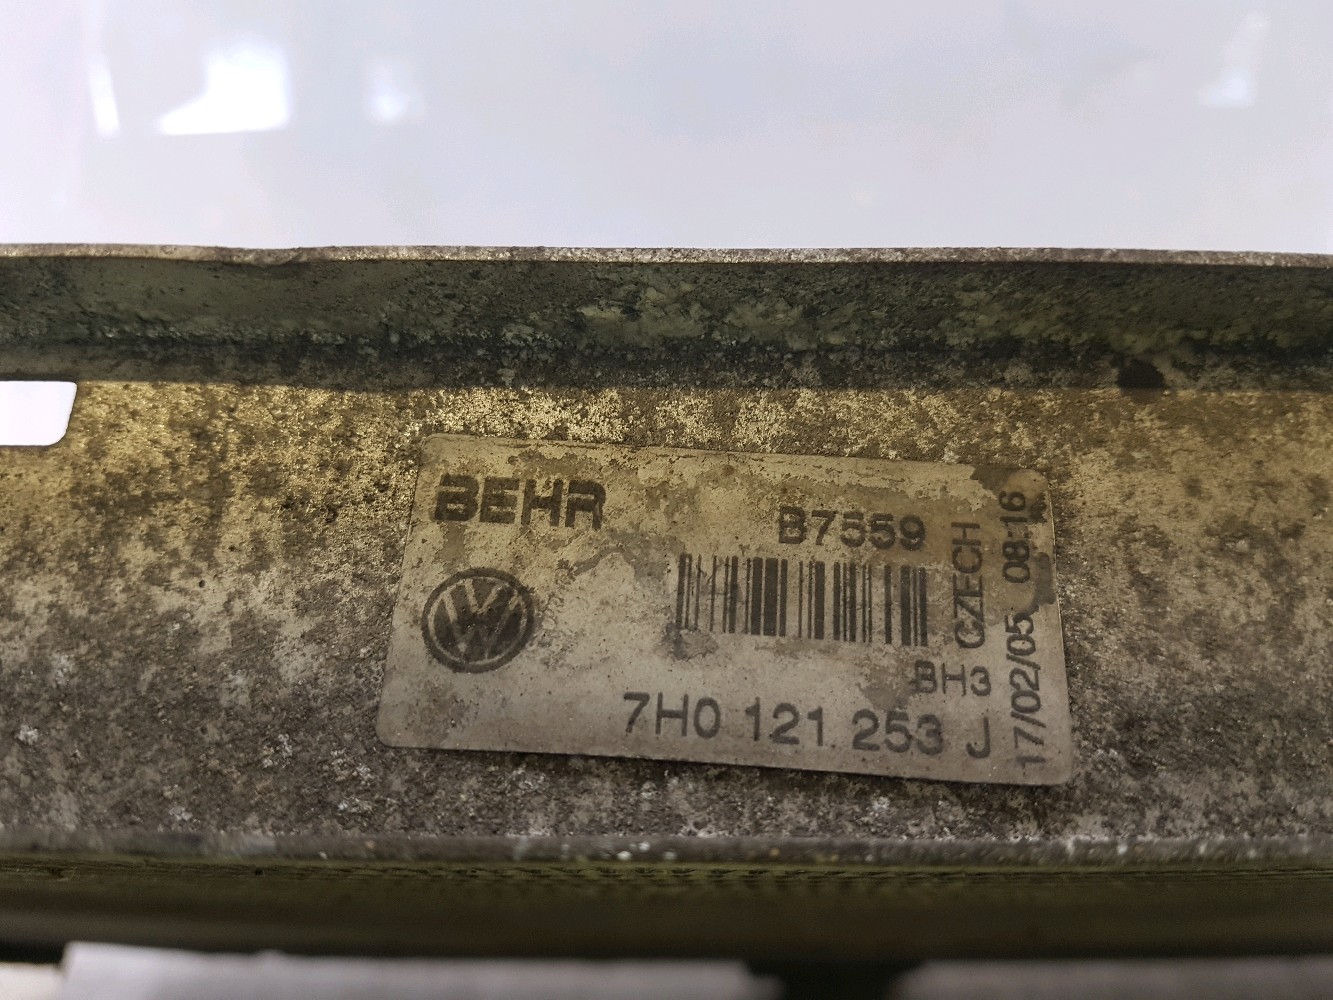 BEHR
B7559
CZECH
17/02/05 08:16
BH3
7H0 121 253 J